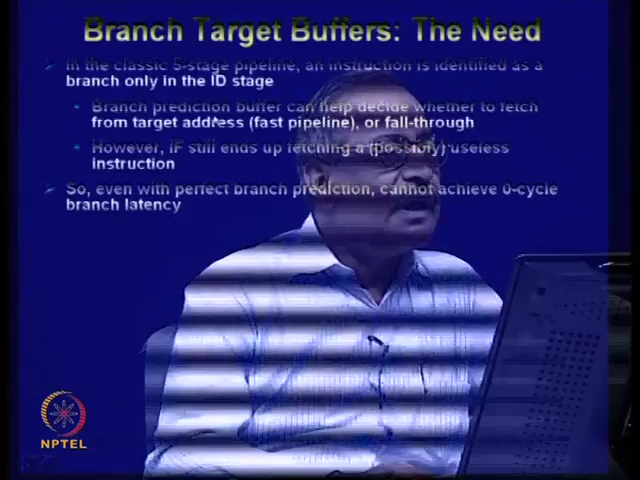 Branch Target Buffers: The Need
In the classic 5-stage pipeline, an instruction is identified as a
branch only in the ID stage
Branch prediction buffer can help decide whether to fetch
from target address (fast pipeline), or fall-through
However, IF still ends up fetching a (possibly) useless
instruction
So, even with perfect branch prediction, cannot achieve 0-cycle
branch latency
NPTEL